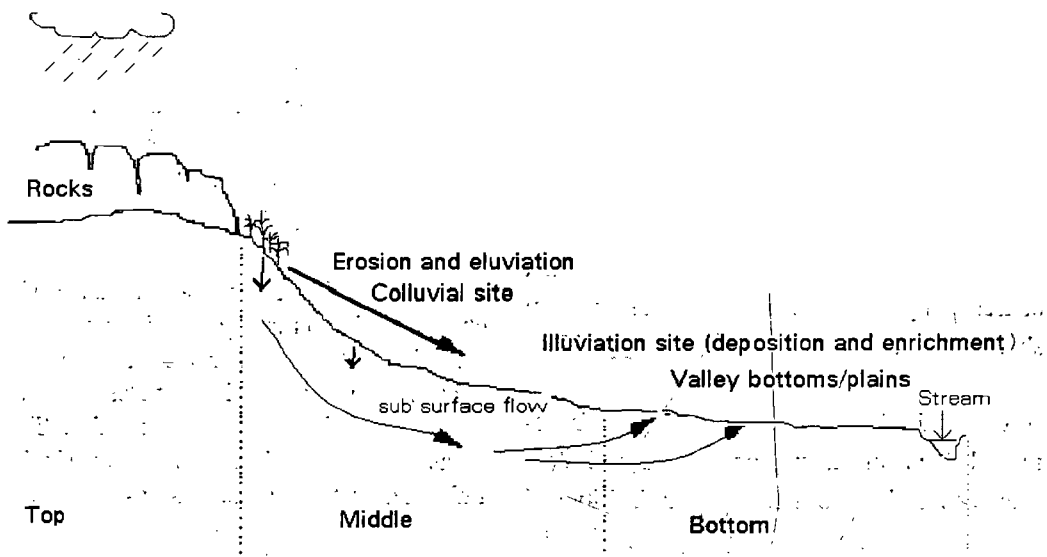 Rocks
Erosion and eluviation
Colluvial site
Illuviation site (deposition and enrichment)
Valley bottoms/plains
Stream
sub surface flow
Top
Middle
Bottom